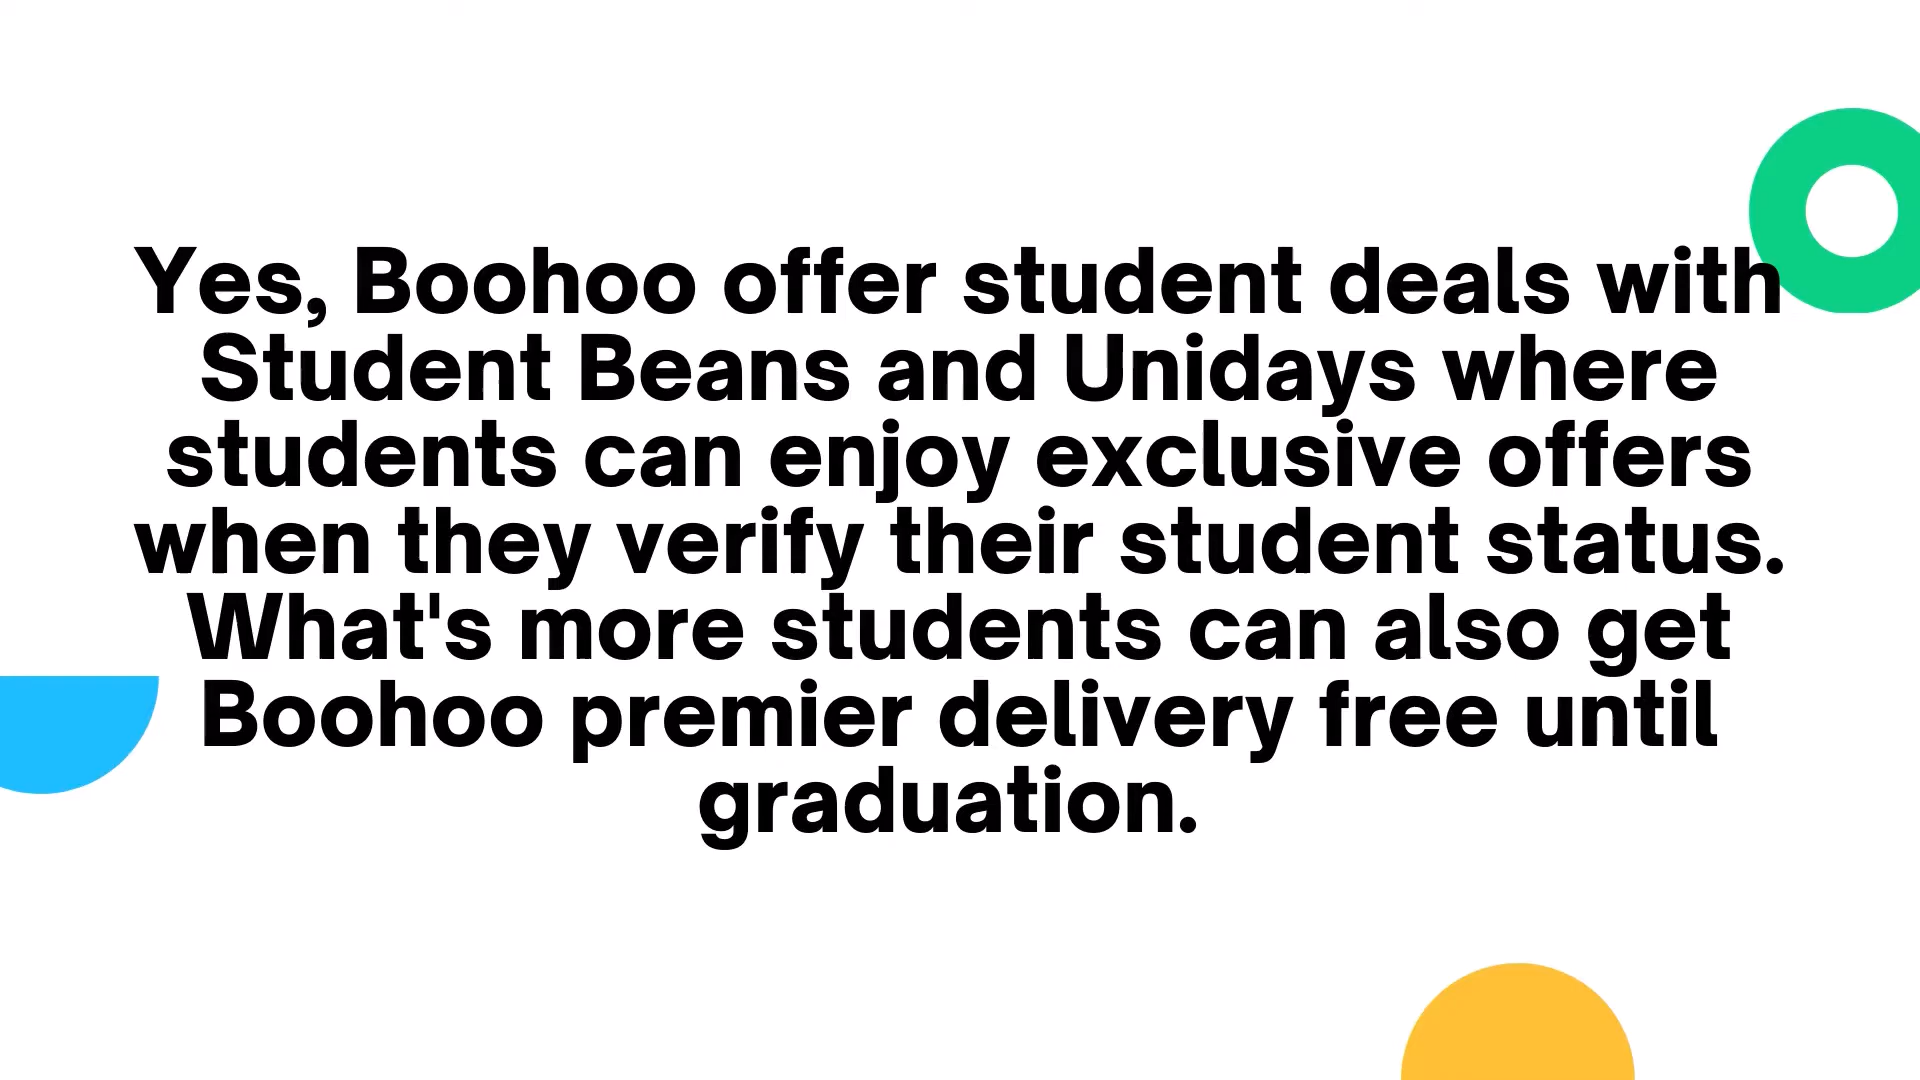 Yes, Boohoo offer student deals with
Student Beans and Unidays where
students can enjoy exclusive offers
when they verify their student status.
What's more students can also get
Boohoo premier delivery free until
graduation.